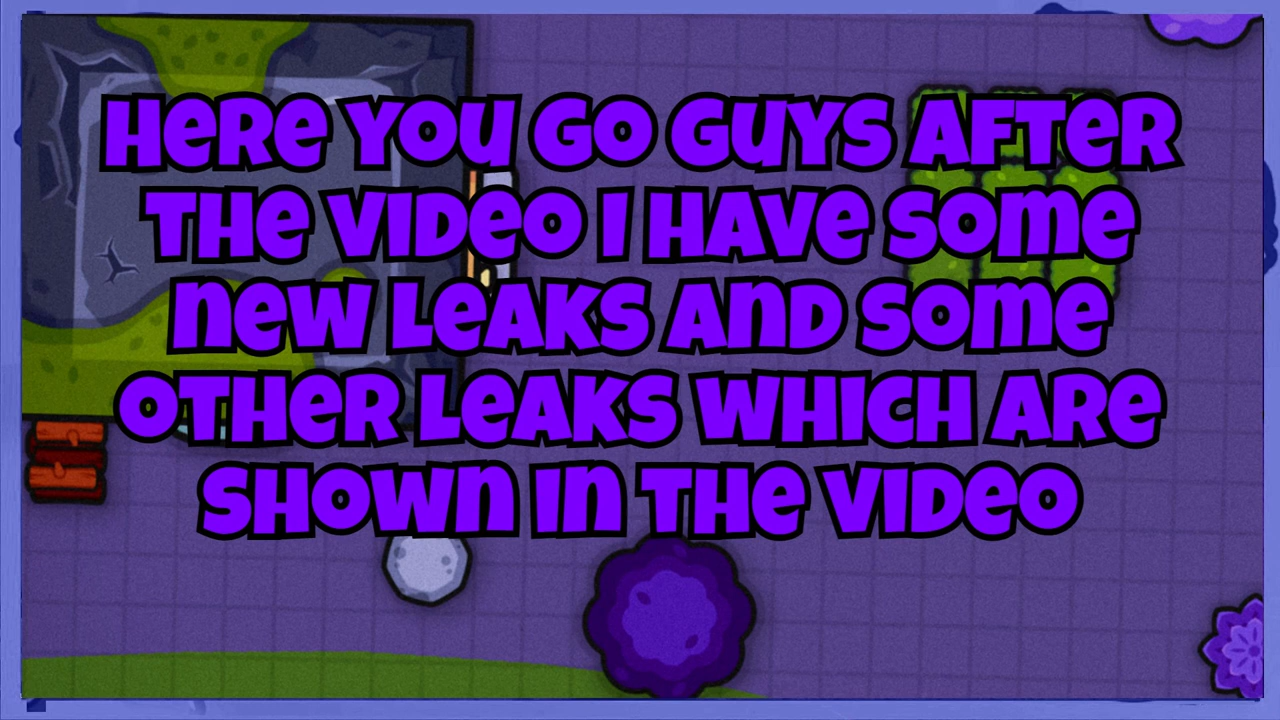 HERE YOU GO GUYS AFTER
THE VIDEO I HAVE SOME
NEW LEAKS AND SOME
OTHER LEAKS WHICH ARE
SHOWN IN THE VIDEO